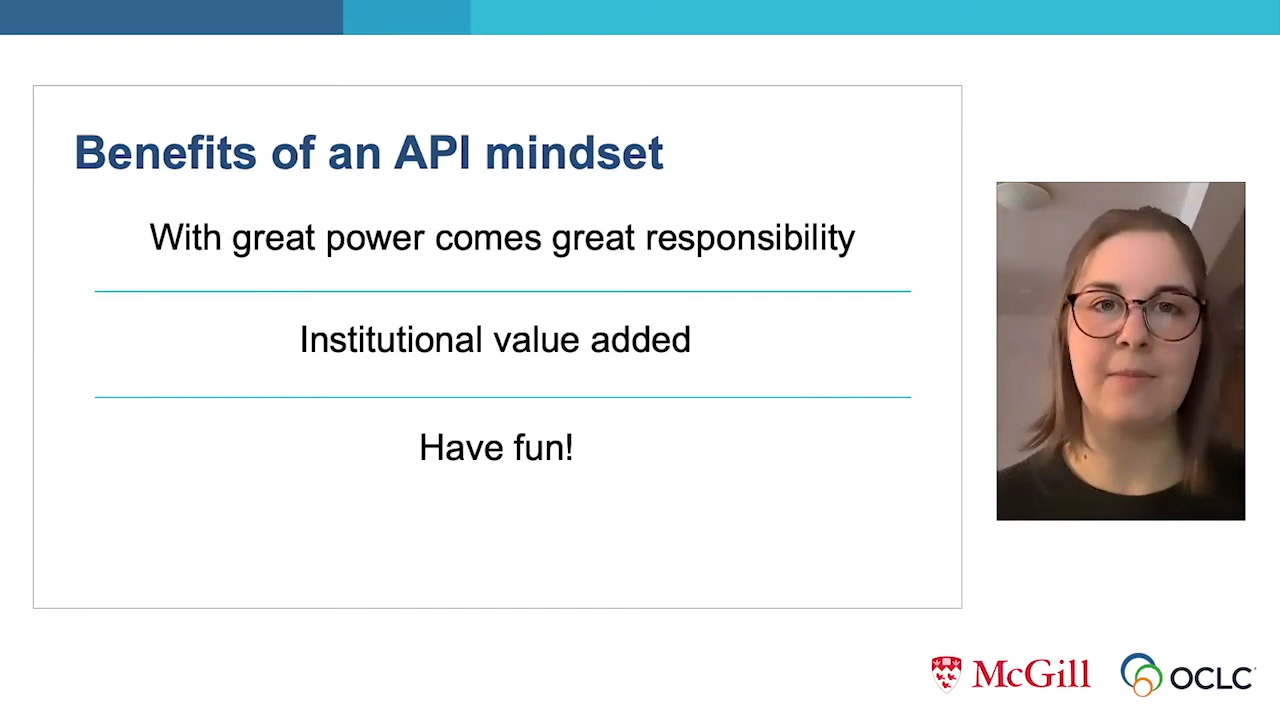 Benefits of an API mindset
With great power comes great responsibility
Institutional value added
Have fun!
McGill
OCLC